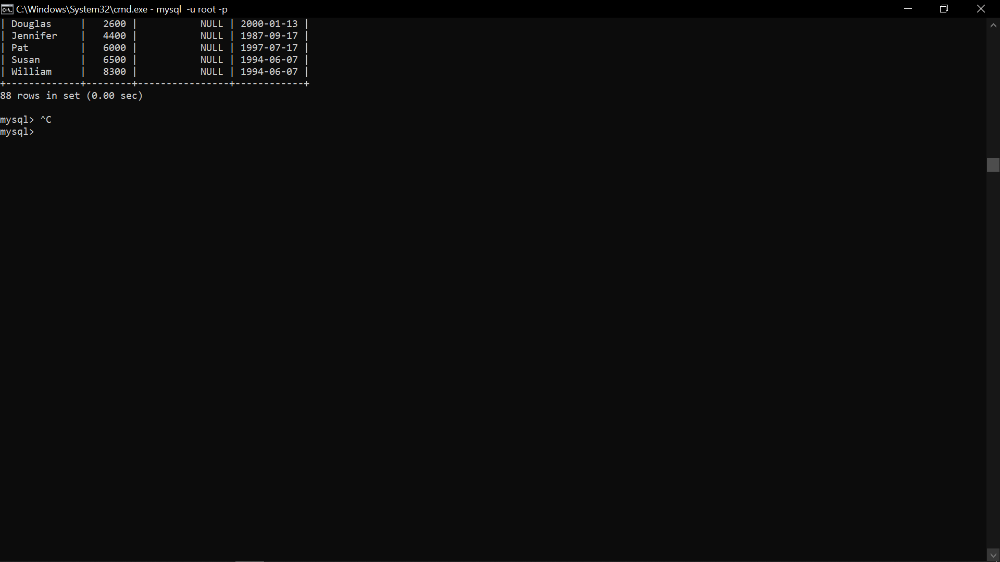 C:\Windows\System32\cmd.exe - mysql  -u root -p
| Douglas     |   2600 |           NULL | 2000-01-13 |
| Jennifer    |   4400 |           NULL | 1987-09-17 |
| Pat         |   6000 |           NULL | 1997-07-17 |
| Susan       |   6500 |           NULL | 1994-06-07 |
| William     |   8300 |           NULL | 1994-06-07 |
+-------------+--------+----------------+------------+
88 rows in set (0.00 sec)
mysql> ^C
mysql>